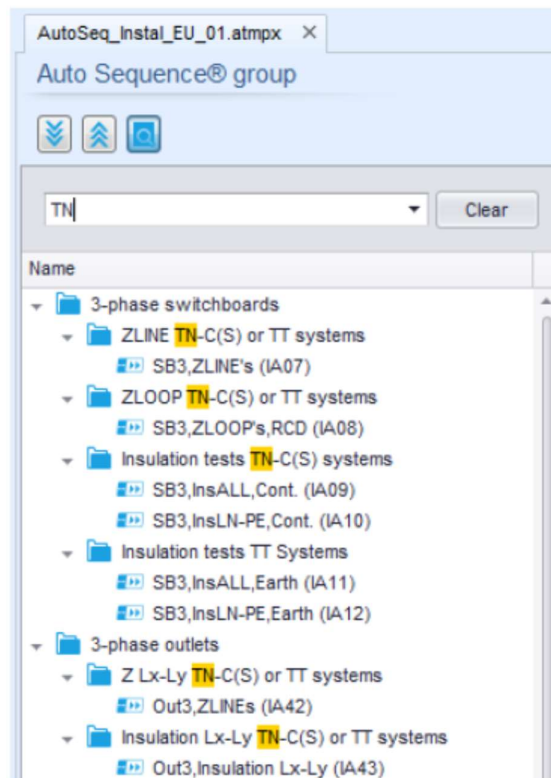 AutoSeq_Instal_EU_01.atmpx ×
Auto Sequence® group
TN Clear
Name
3-phase switchboards
ZLINE TN-C(S) or TT systems
SB3,ZLINE's (IA07)
ZLOOP TN-C(S) or TT systems
SB3,ZLOOP's,RCD (IA08)
Insulation tests TN-C(S) systems
SB3,InsALL,Cont. (IA09)
SB3,InsLN-PE,Cont. (IA10)
Insulation tests TT Systems
SB3,InsALL,Earth (IA11)
SB3,InsLN-PE,Earth (IA12)
3-phase outlets
Z Lx-Ly TN-C(S) or TT systems
Out3,ZLINEs (IA42)
Insulation Lx-Ly TN-C(S) or TT systems
Out3,Insulation Lx-Ly (IA43)